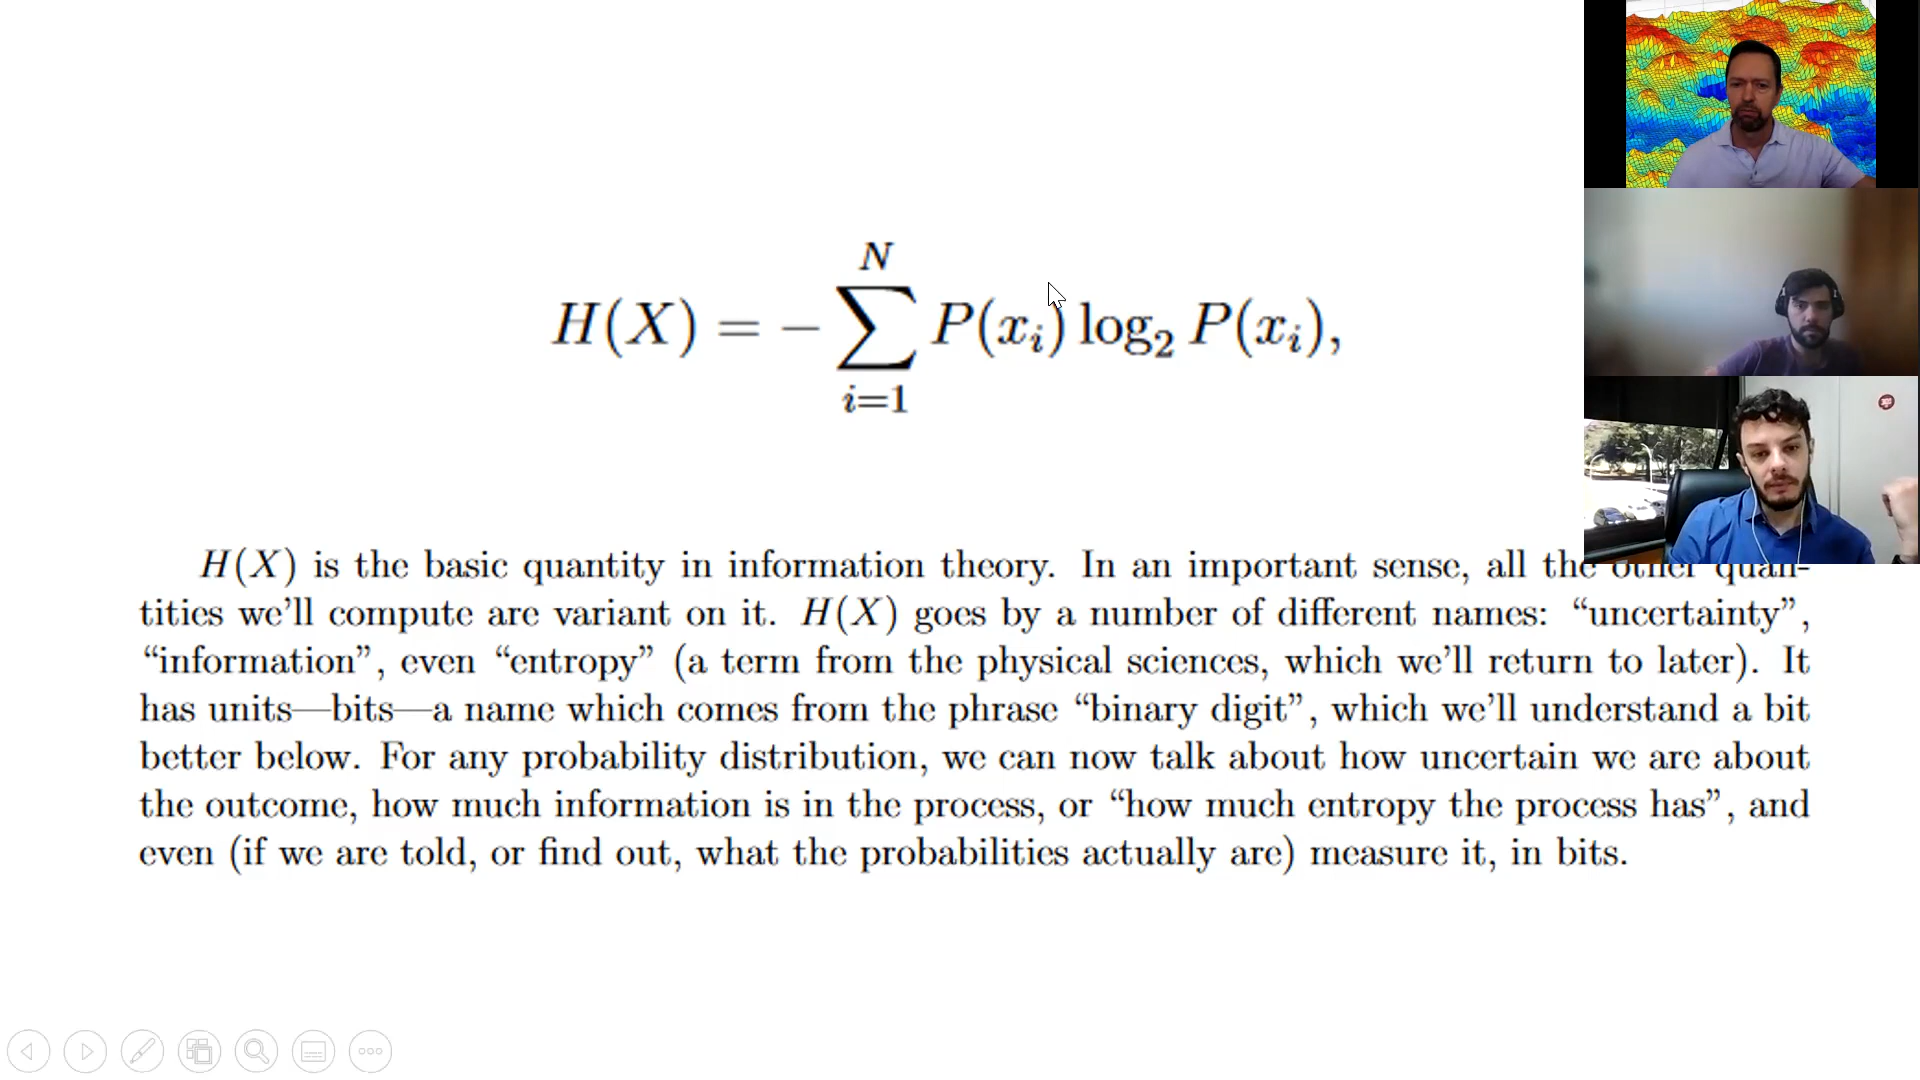 H(X) = − ∑_{i=1}^{N} P(x_i) log_2 P(x_i),
H(X) is the basic quantity in information theory. In an important sense, all the other quan-
tities we’ll compute are variant on it. H(X) goes by a number of different names: “uncertainty”,
“information”, even “entropy” (a term from the physical sciences, which we’ll return to later). It
has units—bits—a name which comes from the phrase “binary digit”, which we’ll understand a bit
better below. For any probability distribution, we can now talk about how uncertain we are about
the outcome, how much information is in the process, or “how much entropy the process has”, and
even (if we are told, or find out, what the probabilities actually are) measure it, in bits.